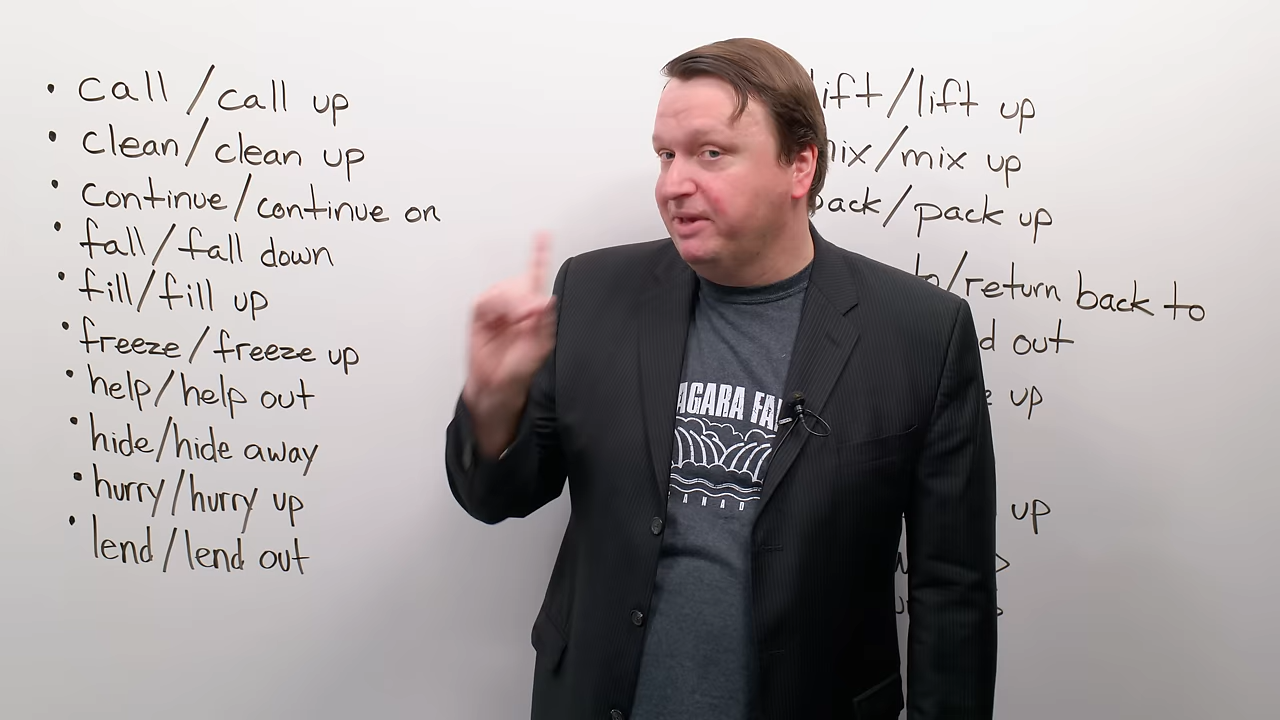 • call / call up
• clean / clean up
• continue / continue on
• fall / fall down
• fill / fill up
• freeze / freeze up
• help / help out
• hide / hide away
• hurry / hurry up
• lend / lend out
/ lift up
/ mix up
/ pack up
/ return back to
out
up
up